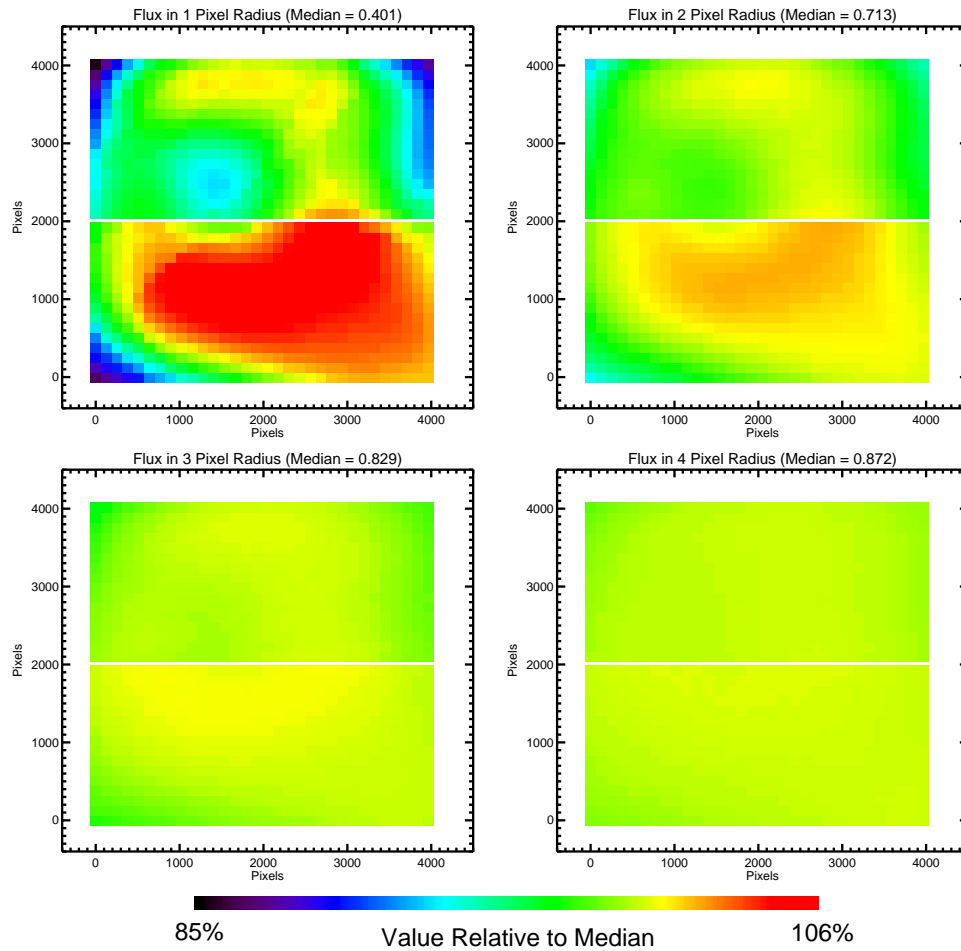 Flux in 1 Pixel Radius (Median = 0.401)
Flux in 2 Pixel Radius (Median = 0.713)
4000
3000
2000
1000
0
Pixels
0 1000 2000 3000 4000
Pixels
4000
3000
2000
1000
0
Pixels
0 1000 2000 3000 4000
Pixels
Flux in 3 Pixel Radius (Median = 0.829)
Flux in 4 Pixel Radius (Median = 0.872)
4000
3000
2000
1000
0
Pixels
0 1000 2000 3000 4000
Pixels
4000
3000
2000
1000
0
Pixels
0 1000 2000 3000 4000
Pixels
85%
Value Relative to Median
106%